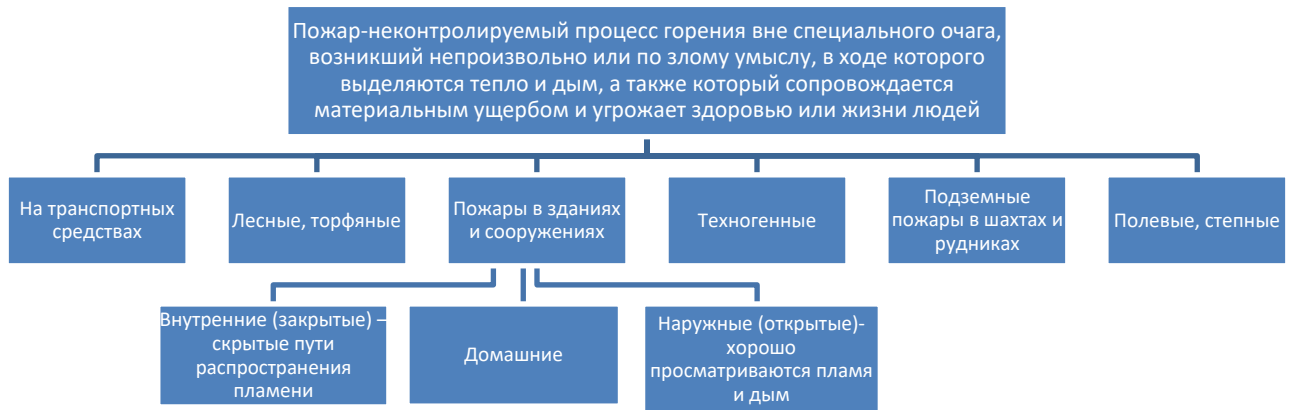 Пожар-неконтролируемый процесс горения вне специального очага,
возникший непроизвольно или по злому умыслу, в ходе которого
выделяются тепло и дым, а также который сопровождается
материальным ущербом и угрожает здоровью или жизни людей
На транспортных
средствах
Лесные, торфяные
Пожары в зданиях
и сооружениях
Техногенные
Подземные
пожары в шахтах и
рудниках
Полевые, степные
Внутренние (закрытые) –
скрытые пути
распространения
пламени
Домашние
Наружные (открытые)-
хорошо
просматриваются пламя
и дым